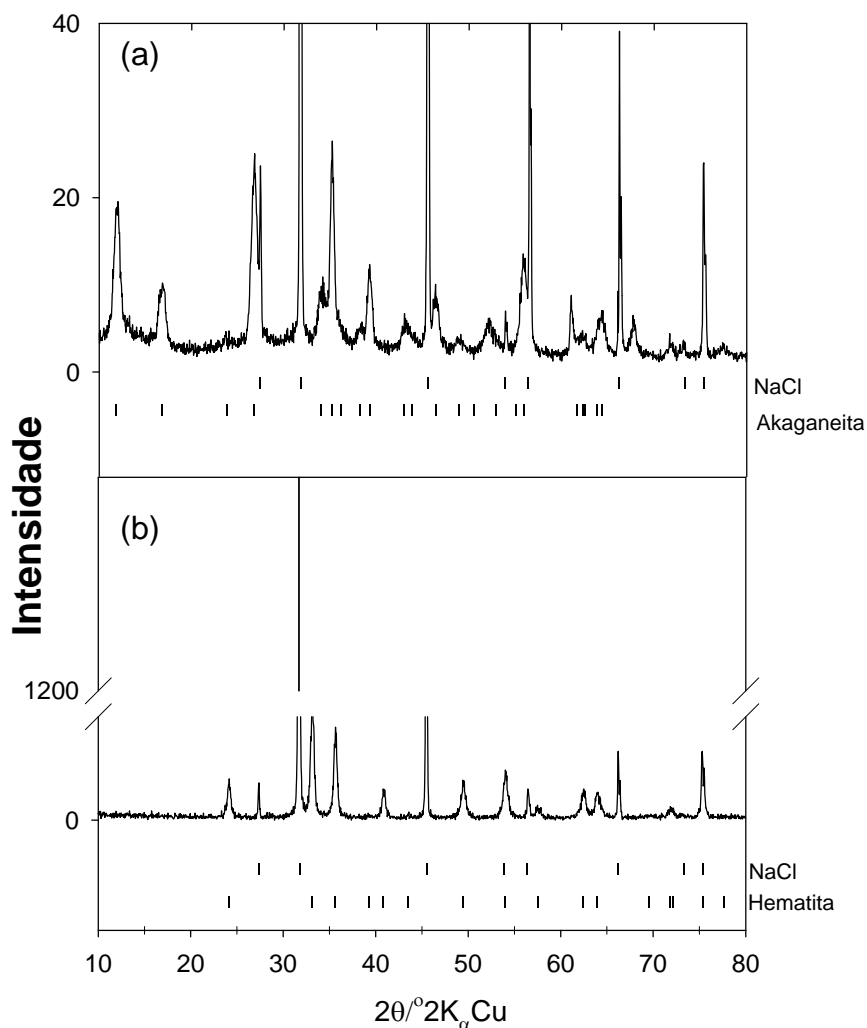 40
(a)
20
0
NaCl
Akaganeita
Intensidade
(b)
1200
0
NaCl
Hematita
10 20 30 40 50 60 70 80
2θ/°2KαCu